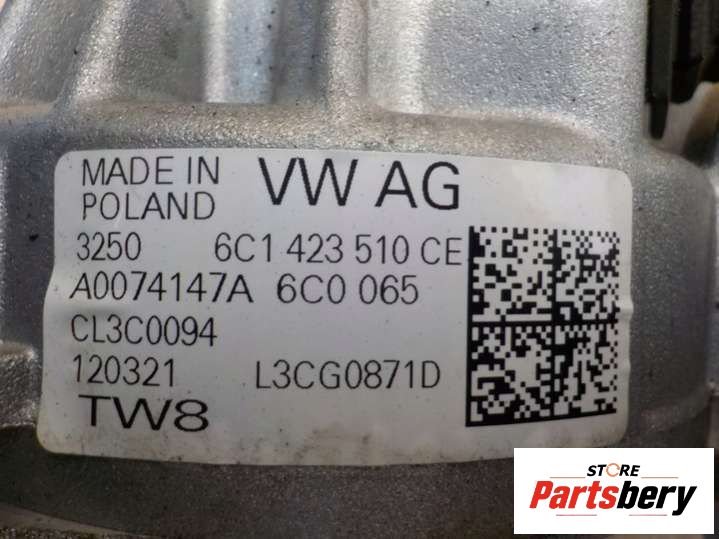 MADE IN VW AG
POLAND
3250 6C1 423 510 CE
A0074147A 6C0 065
CL3C0094
120321 L3CG0871D
TW8
STORE
Partsbery